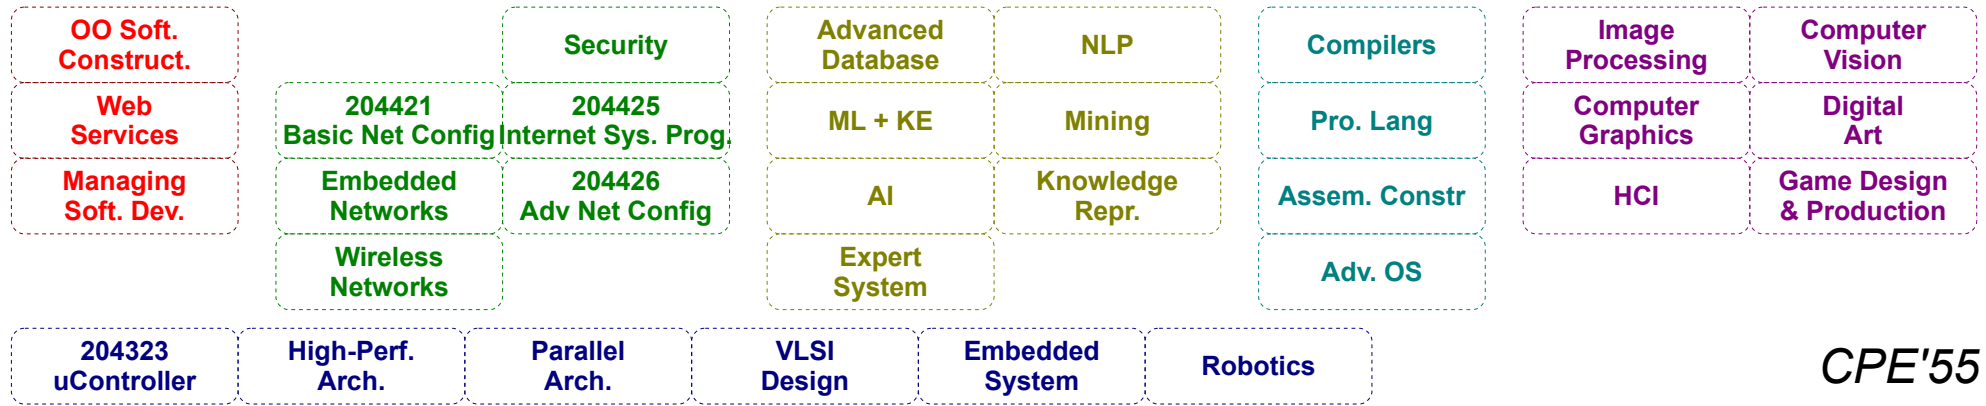 OO Soft.
Construct.
Web
Services
Managing
Soft. Dev.
Security
204421
Basic Net Config
204425
Internet Sys. Prog.
Embedded
Networks
204426
Adv Net Config
Wireless
Networks
Advanced
Database
NLP
ML + KE
Mining
AI
Knowledge
Repr.
Expert
System
Compilers
Pro. Lang
Assem. Constr
Adv. OS
Image
Processing
Computer
Vision
Computer
Graphics
Digital
Art
HCI
Game Design
& Production
204323
uController
High-Perf.
Arch.
Parallel
Arch.
VLSI
Design
Embedded
System
Robotics
CPE'55